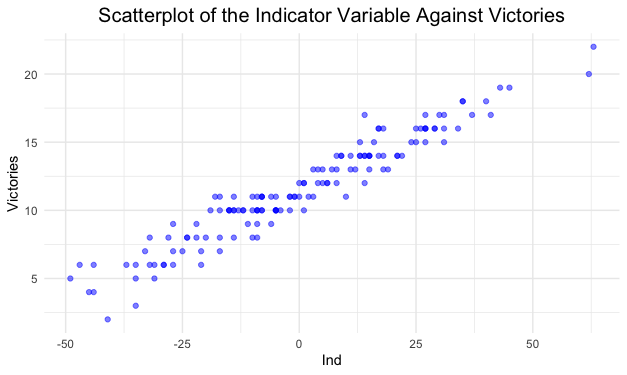 Scatterplot of the Indicator Variable Against Victories
Victories
20
15
10
5
-50 -25 0 25 50
Ind